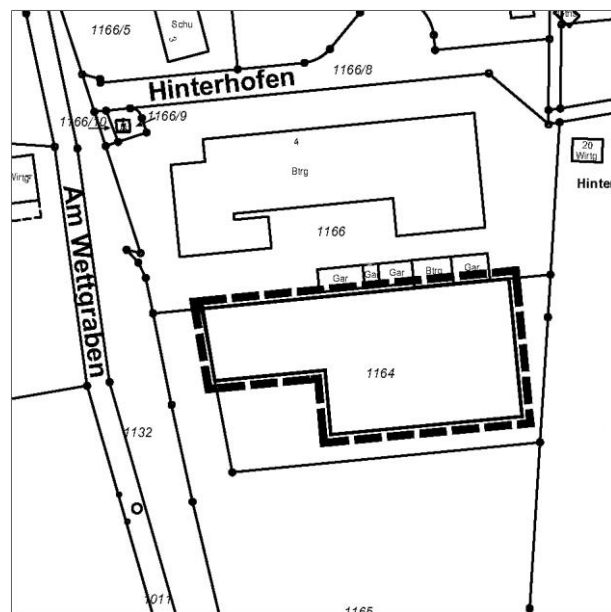 1166/5
Schu
3
Hinterhofen
1166/8
1166/10
1166/9
4
Btrg
20
Wirtg
Hinter
Am Wettgraben
1166
Gar
Gar
Btrg
Gar
1164
1132
1011
1165